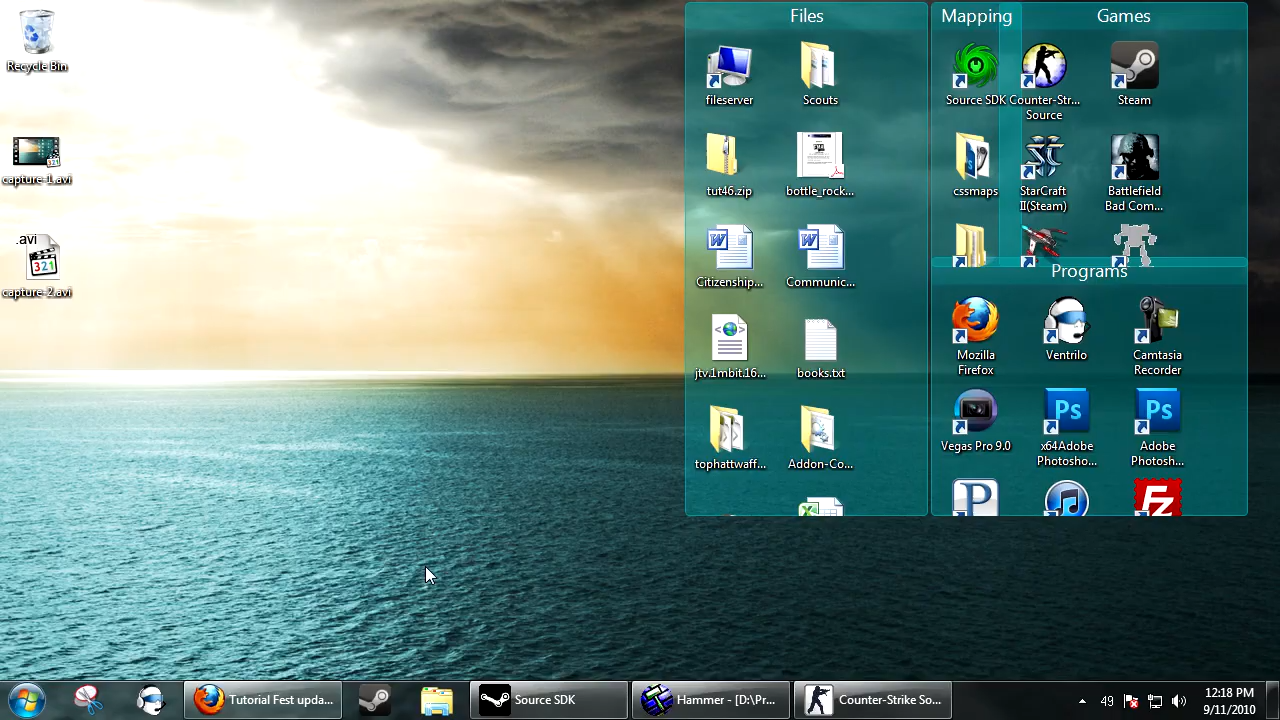 Recycle Bin
capture-1.avi
.avi
capture-2.avi
Files
fileserver
Scouts
tut46.zip
bottle_rock...
Citizenship...
Communic...
jtv.1mbit.16...
books.txt
tophattwaff...
Addon-Co...
Mapping
Source SDK
cssmaps
Games
Counter-Str...
Source
Steam
StarCraft
II(Steam)
Battlefield
Bad Com...
Programs
Mozilla
Firefox
Ventrilo
Camtasia
Recorder
Vegas Pro 9.0
x64Adobe
Photosho...
Adobe
Photosh...
Tutorial Fest upda...
Source SDK
Hammer - [D:\Pr...
Counter-Strike So...
49
12:18 PM
9/11/2010